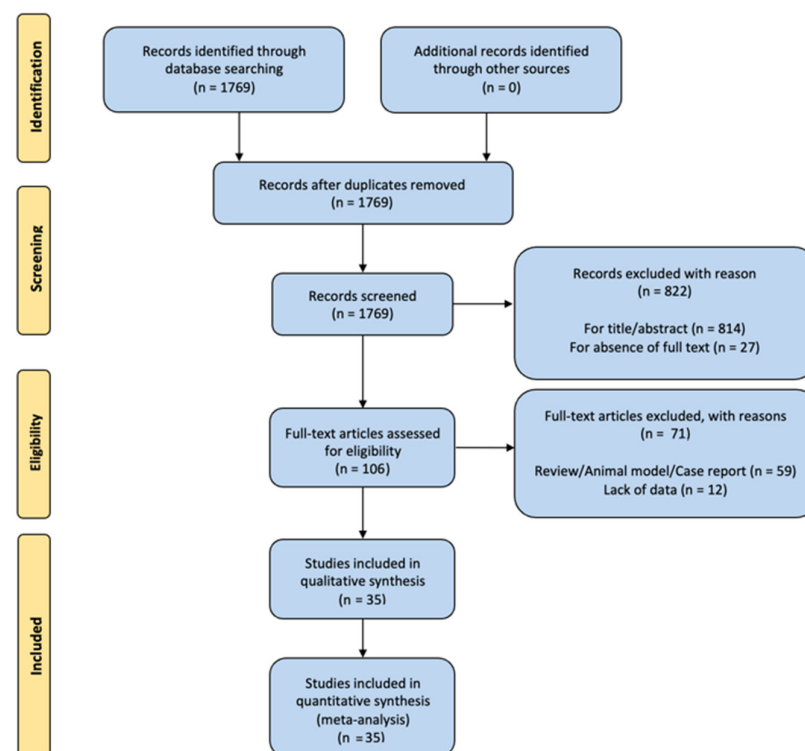 Identification
Records identified through
database searching
(n = 1769)
Additional records identified
through other sources
(n = 0)
Records after duplicates removed
(n = 1769)
Screening
Records screened
(n = 1769)
Records excluded with reason
(n = 822)
For title/abstract (n = 814)
For absence of full text (n = 27)
Eligibility
Full-text articles assessed
for eligibility
(n = 106)
Full-text articles excluded, with reasons
(n = 71)
Review/Animal model/Case report (n = 59)
Lack of data (n = 12)
Included
Studies included in
qualitative synthesis
(n = 35)
Studies included in
quantitative synthesis
(meta-analysis)
(n = 35)